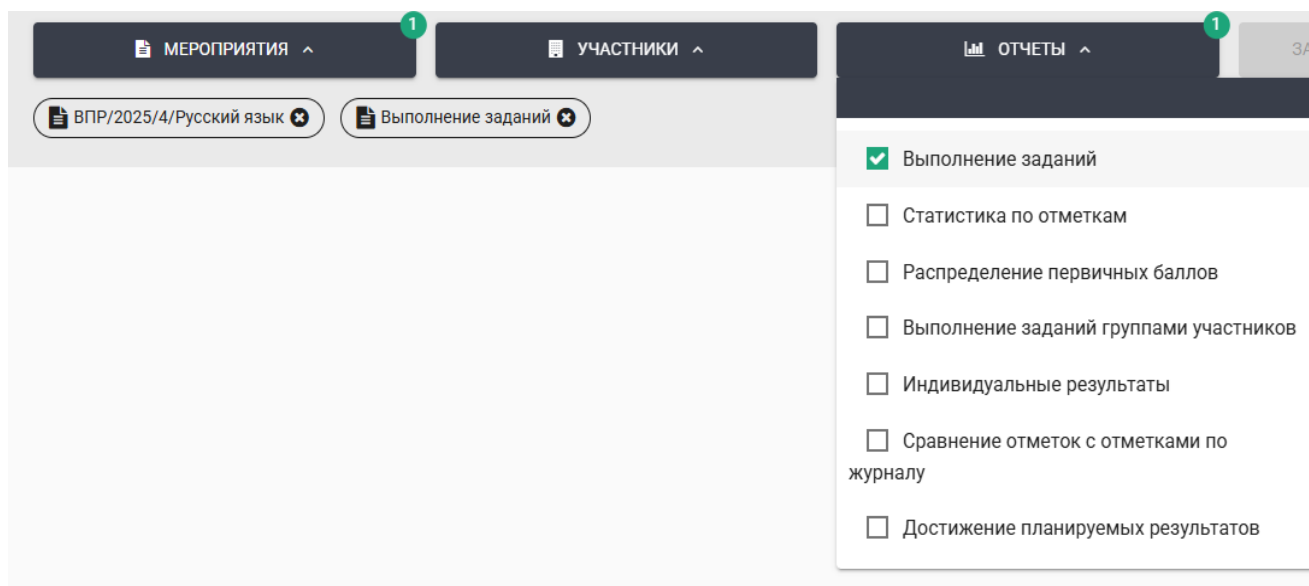 МЕРОПРИЯТИЯ
1
УЧАСТНИКИ
ОТЧЕТЫ
1
ЗА
ВПР/2025/4/Русский язык
Выполнение заданий
Выполнение заданий
Статистика по отметкам
Распределение первичных баллов
Выполнение заданий группами участников
Индивидуальные результаты
Сравнение отметок с отметками по
журналу
Достижение планируемых результатов